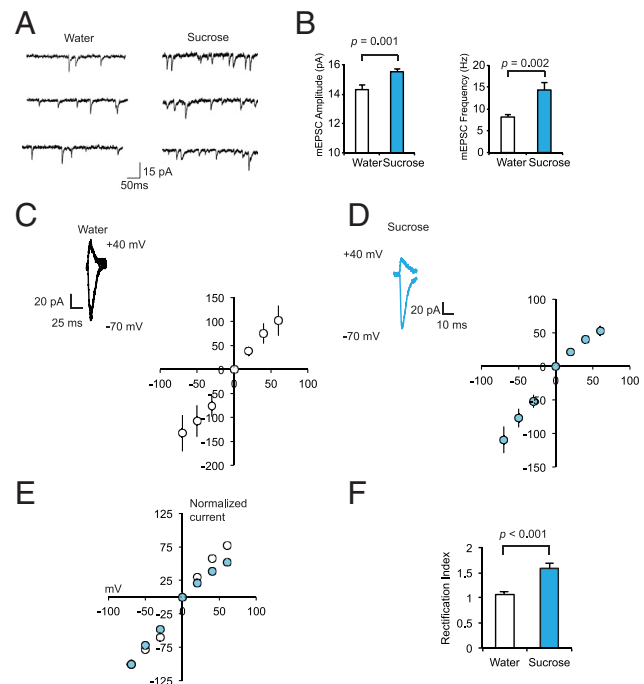 A
Water
Sucrose
15 pA
50ms
B
p = 0.001
mEPSC Amplitude (pA)
16
14
12
10
Water Sucrose
p = 0.002
mEPSC Frequency (Hz)
20
15
10
5
0
Water Sucrose
C
Water
+40 mV
20 pA
25 ms
-70 mV
150
100
50
0
-100 -50 0 50 100
-50
-100
-150
-200
D
Sucrose
+40 mV
20 pA
10 ms
-70 mV
100
50
0
-100 -50 0 50 100
-50
-100
-150
E
Normalized
current
125
75
25
mV
-100 -50 0 50 100
-25
-75
-125
F
p < 0.001
Rectification Index
2
1.5
1
0.5
0
Water Sucrose